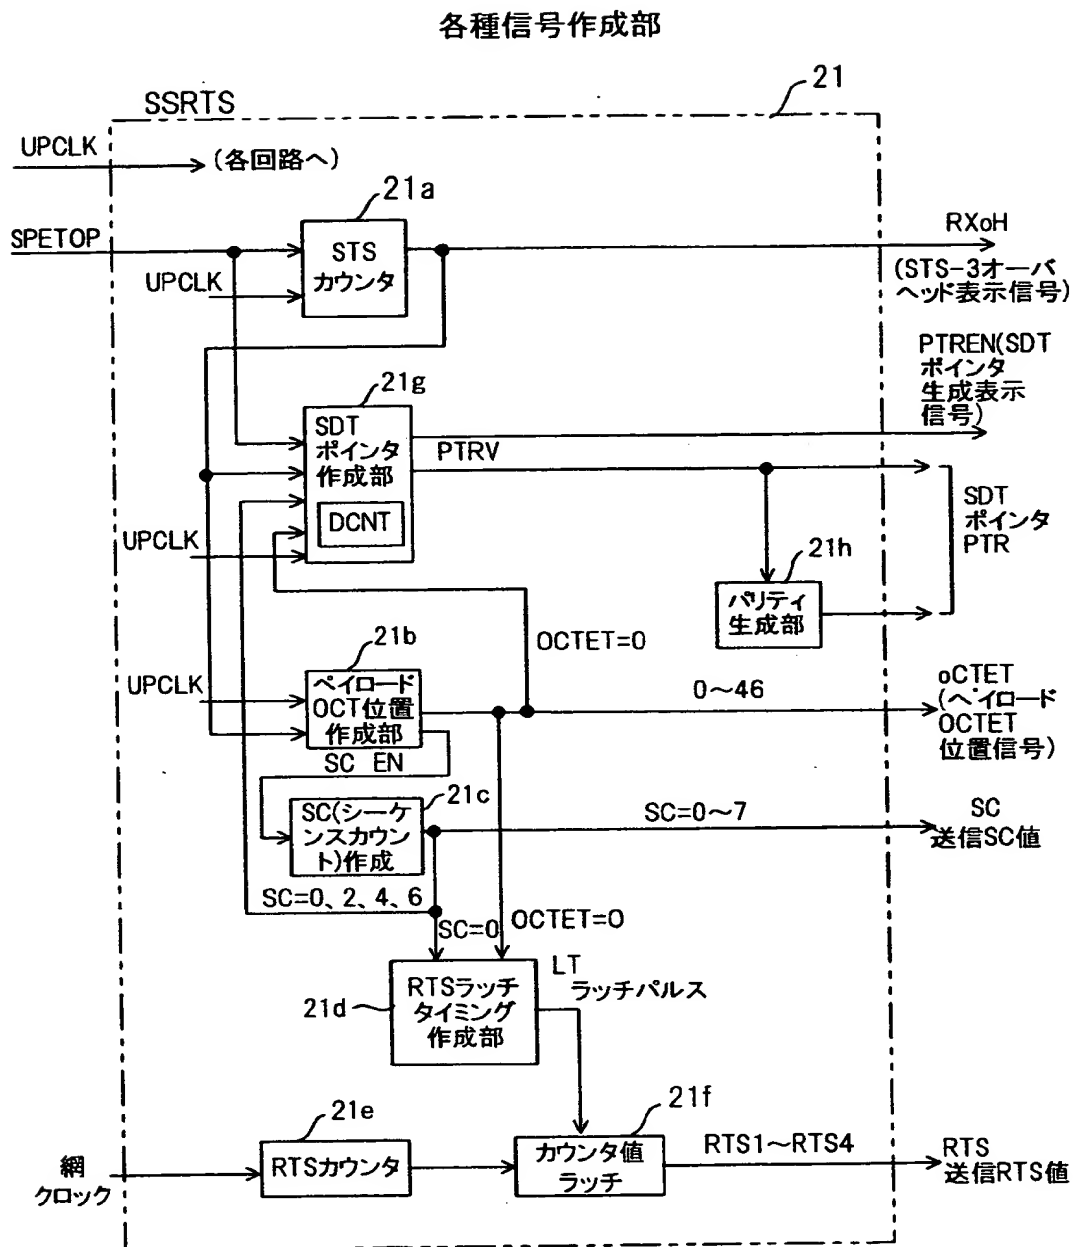 各種信号作成部
21
SSRTS
UPCLK
(各回路へ)
21a
SPETOP
STS
カウンタ
UPCLK
RXoH
(STS-3オーバ
ヘッド表示信号)
PTREN(SDT
ポインタ
生成表示
信号)
21g
SDT
ポインタ
作成部
DCNT
PTRV
UPCLK
SDT
ポインタ
PTR
21h
パリティ
生成部
OCTET=0
21b
UPCLK
ペイロード
OCT位置
作成部
0～46
oCTET
(ペイロード
OCTET
位置信号)
SC EN
21c
SC(シーケ
ンスカウン
ト)作成
SC=0～7
SC
送信SC値
SC=0、2、4、6
SC=0
OCTET=0
21d
RTSラッチ
タイミング
作成部
LT
ラッチパルス
21e
21f
網
クロック
RTSカウンタ
カウンタ値
ラッチ
RTS1～RTS4
RTS
送信RTS値